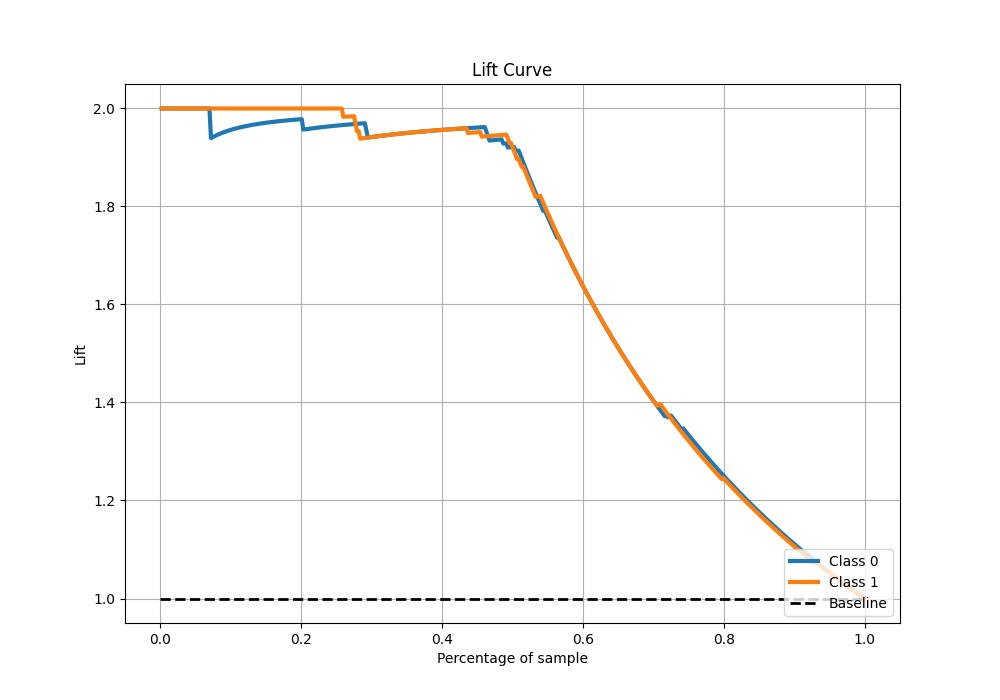 Lift Curve
2.0
1.8
1.6
1.4
1.2
1.0
Lift
0.0 0.2 0.4 0.6 0.8 1.0
Percentage of sample
Class 0
Class 1
Baseline